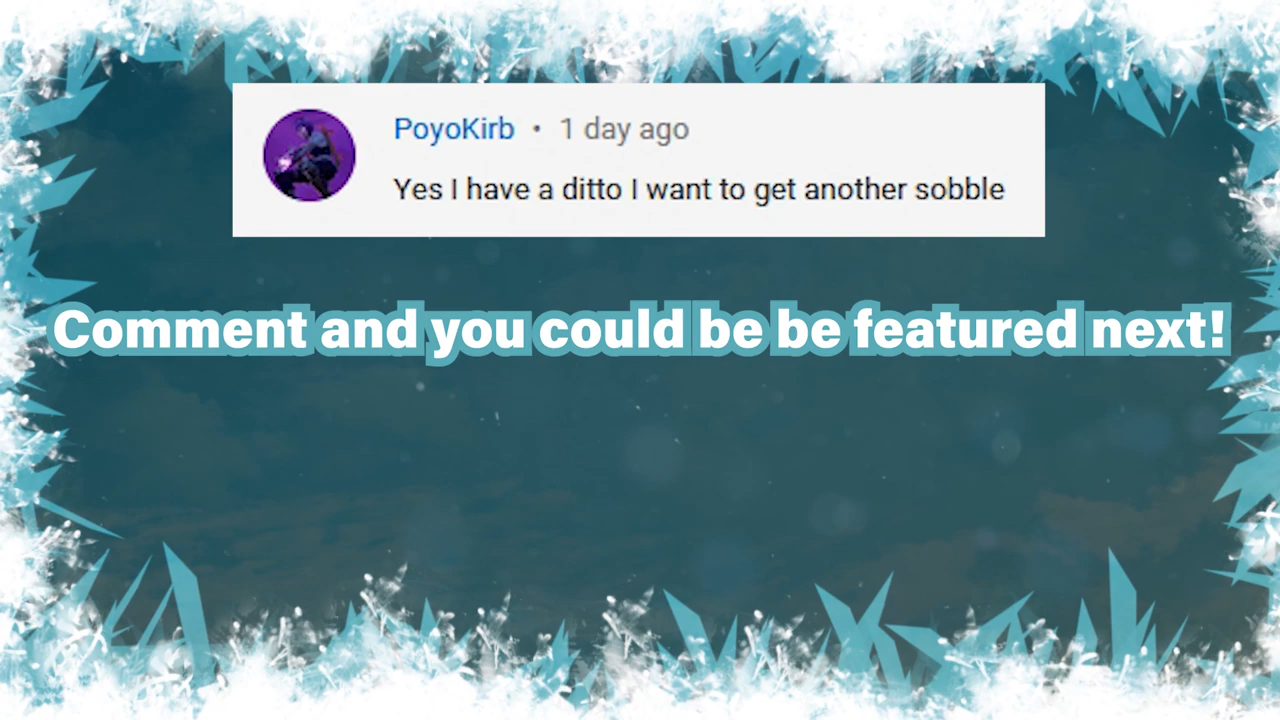 PoyoKirb • 1 day ago
Yes I have a ditto I want to get another sobble
Comment and you could be be featured next!